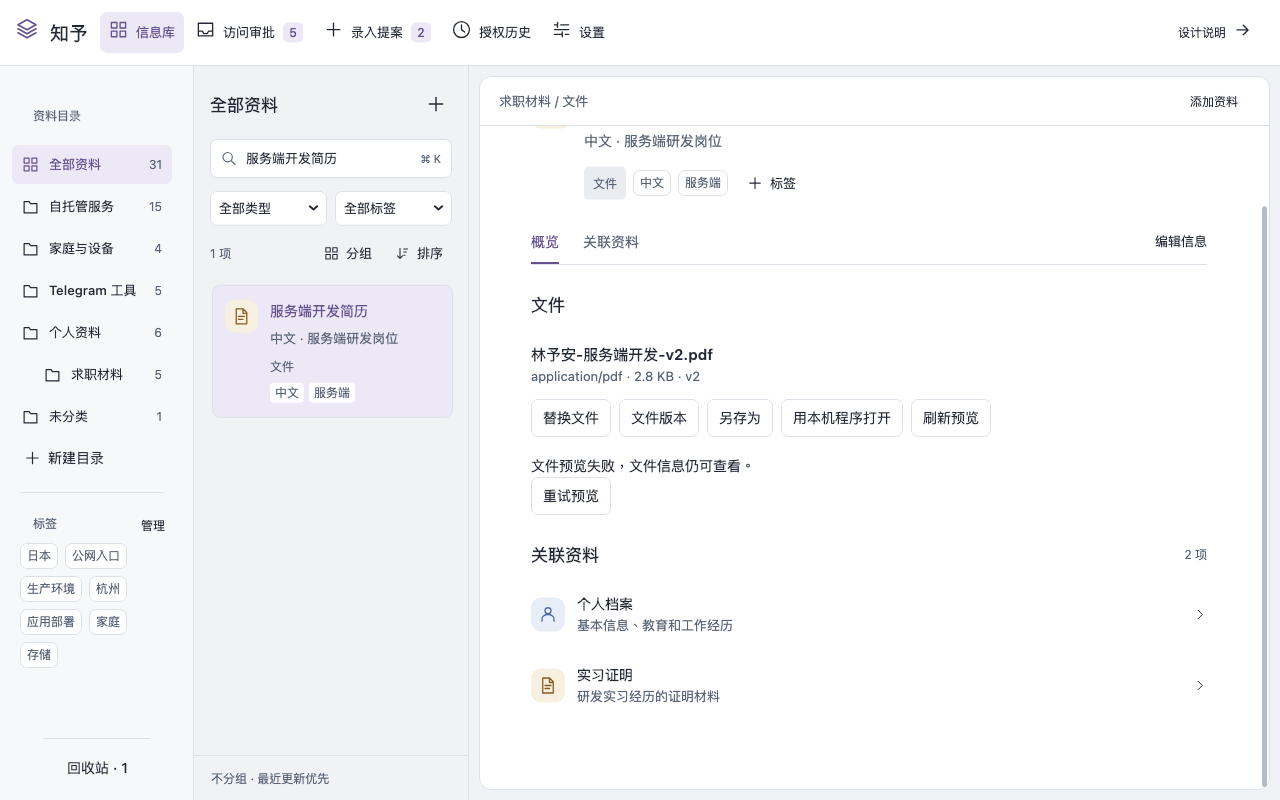 知予
信息库
访问审批 5
录入提案 2
授权历史
设置
设计说明
资料目录
全部资料 31
自托管服务 15
家庭与设备 4
Telegram 工具 5
个人资料 6
求职材料 5
未分类 1
新建目录
标签 管理
日本 公网入口
生产环境 杭州
应用部署 家庭
存储
回收站 · 1
全部资料
服务端开发简历 ⌘ K
全部类型 全部标签
1 项 分组 排序
服务端开发简历
中文 · 服务端研发岗位
文件
中文 服务端
不分组 · 最近更新优先
求职材料 / 文件 添加资料
中文 · 服务端研发岗位
文件 中文 服务端 标签
概览 关联资料 编辑信息
文件
林予安-服务端开发-v2.pdf
application/pdf · 2.8 KB · v2
替换文件 文件版本 另存为 用本机程序打开 刷新预览
文件预览失败，文件信息仍可查看。
重试预览
关联资料 2 项
个人档案
基本信息、教育和工作经历
实习证明
研发实习经历的证明材料